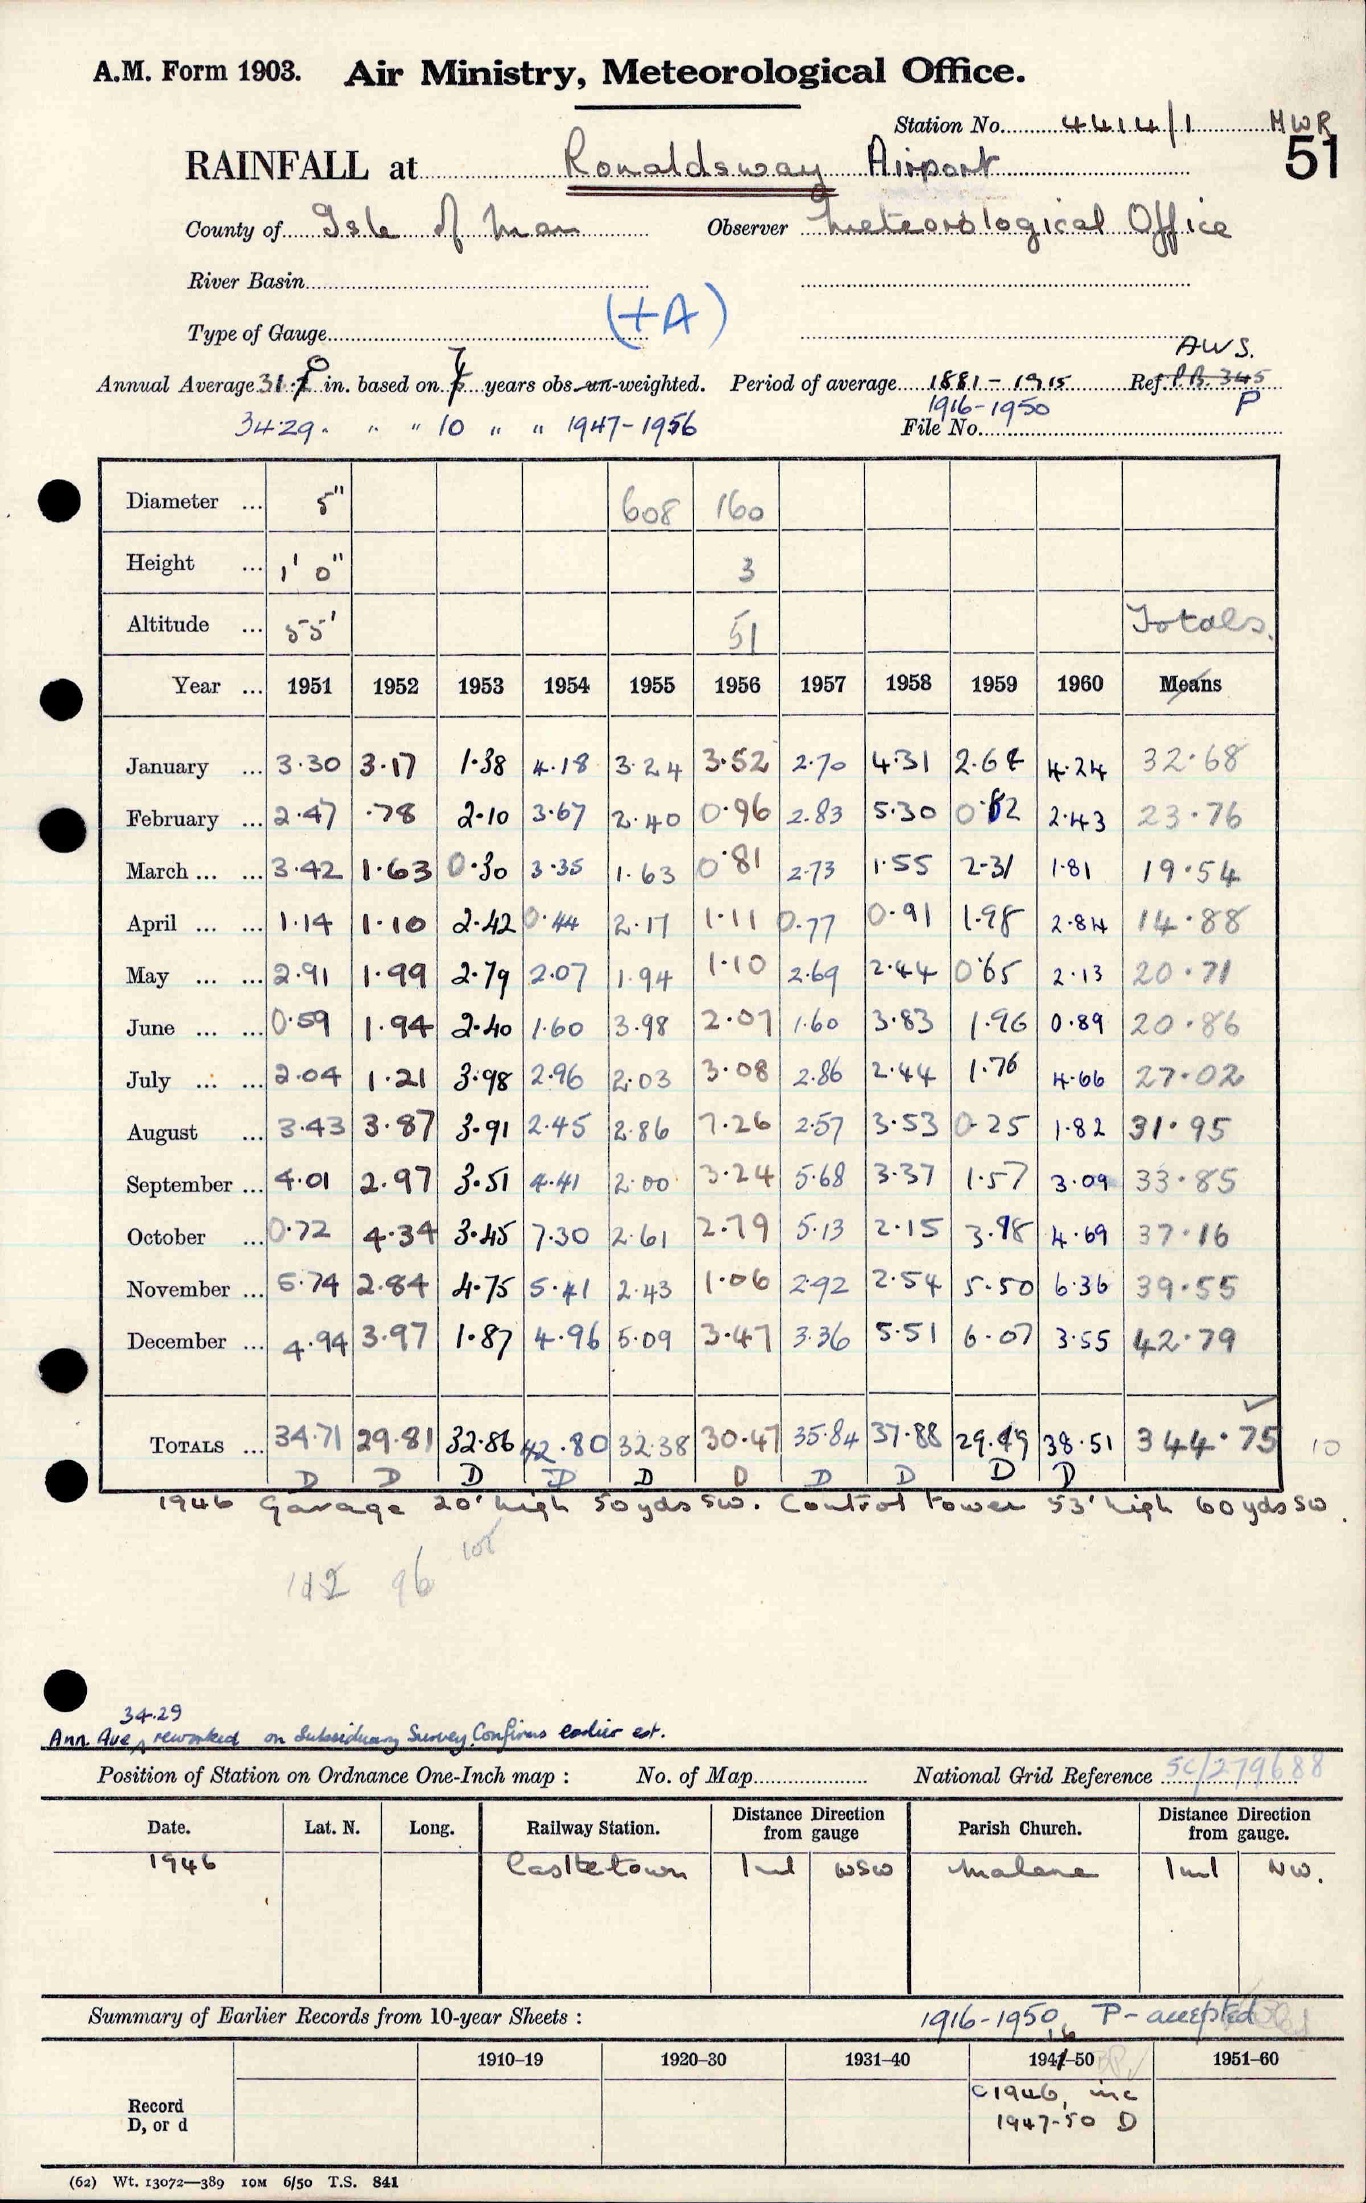 A.M. Form 1903. Air Ministry, Meteorological Office.
Station No. 4414/1 MWR
51
RAINFALL at Ronaldsway Airport
County of Isle of Man Observer Meteorological Office
River Basin
Type of Gauge (+A)
AWS.
Annual Average 31.0 in. based on 7 years obs. un-weighted. Period of average 1881-1915 Ref. P.R. 345
1916-1950 P
34.29 " " " 10 " " 1947-1956 File No.
Diameter ... 5" 608 160
Height ... 1' 0" 3
Altitude ... 55' 51 Totals.
Year ... 1951 1952 1953 1954 1955 1956 1957 1958 1959 1960 Means
January ... 3.30 3.17 1.38 4.18 3.24 3.52 2.70 4.31 2.64 4.24 32.68
February ... 2.47 .78 2.10 3.67 2.40 0.96 2.83 5.30 0.82 2.43 23.76
March ... ... 3.42 1.63 0.30 3.35 1.63 0.81 2.73 1.55 2.31 1.81 19.54
April ... ... 1.14 1.10 2.42 0.44 2.17 1.11 0.77 0.91 1.98 2.84 14.88
May ... ... 2.91 1.99 2.79 2.07 1.94 1.10 2.69 2.44 0.65 2.13 20.71
June ... ... 0.59 1.94 2.40 1.60 3.98 2.07 1.60 3.83 1.96 0.89 20.86
July ... ... 2.04 1.21 3.98 2.96 2.03 3.08 2.86 2.44 1.76 4.66 27.02
August ... 3.43 3.87 3.91 2.45 2.86 7.26 2.57 3.53 0.25 1.82 31.95
September ... 4.01 2.97 3.51 4.41 2.00 3.24 5.68 3.37 1.57 3.09 33.85
October ... 0.72 4.34 3.45 7.30 2.61 2.79 5.13 2.15 3.98 4.69 37.16
November ... 5.74 2.84 4.75 5.41 2.43 1.06 2.92 2.54 5.50 6.36 39.55
December ... 4.94 3.97 1.87 4.96 5.09 3.47 3.36 5.51 6.07 3.55 42.79
TOTALS ... 34.71 29.81 32.86 42.80 32.38 30.47 35.84 37.88 29.49 38.51 344.75 10
D D D D D D D D D D
1946 Garage 20' high 50 yds SW. Control tower 53' high 60 yds SW.
96
34.29
Ann. Ave. reworked on Subsidiary Survey. Confirms earlier est.
Position of Station on Ordnance One-Inch map : No. of Map National Grid Reference SC/279688
Date. Lat. N. Long. Railway Station. Distance Direction from gauge Parish Church. Distance Direction from gauge.
1946 Castletown 1 ml WSW Malew 1 ml NW.
Summary of Earlier Records from 10-year Sheets : 1916-1950 P - accepted
1910–19 1920–30 1931–40 1941–50 1951–60
16
Record D, or d
C1946, inc
1947-50 D
(62) Wt. 13072—389 10M 6/50 T.S. 841